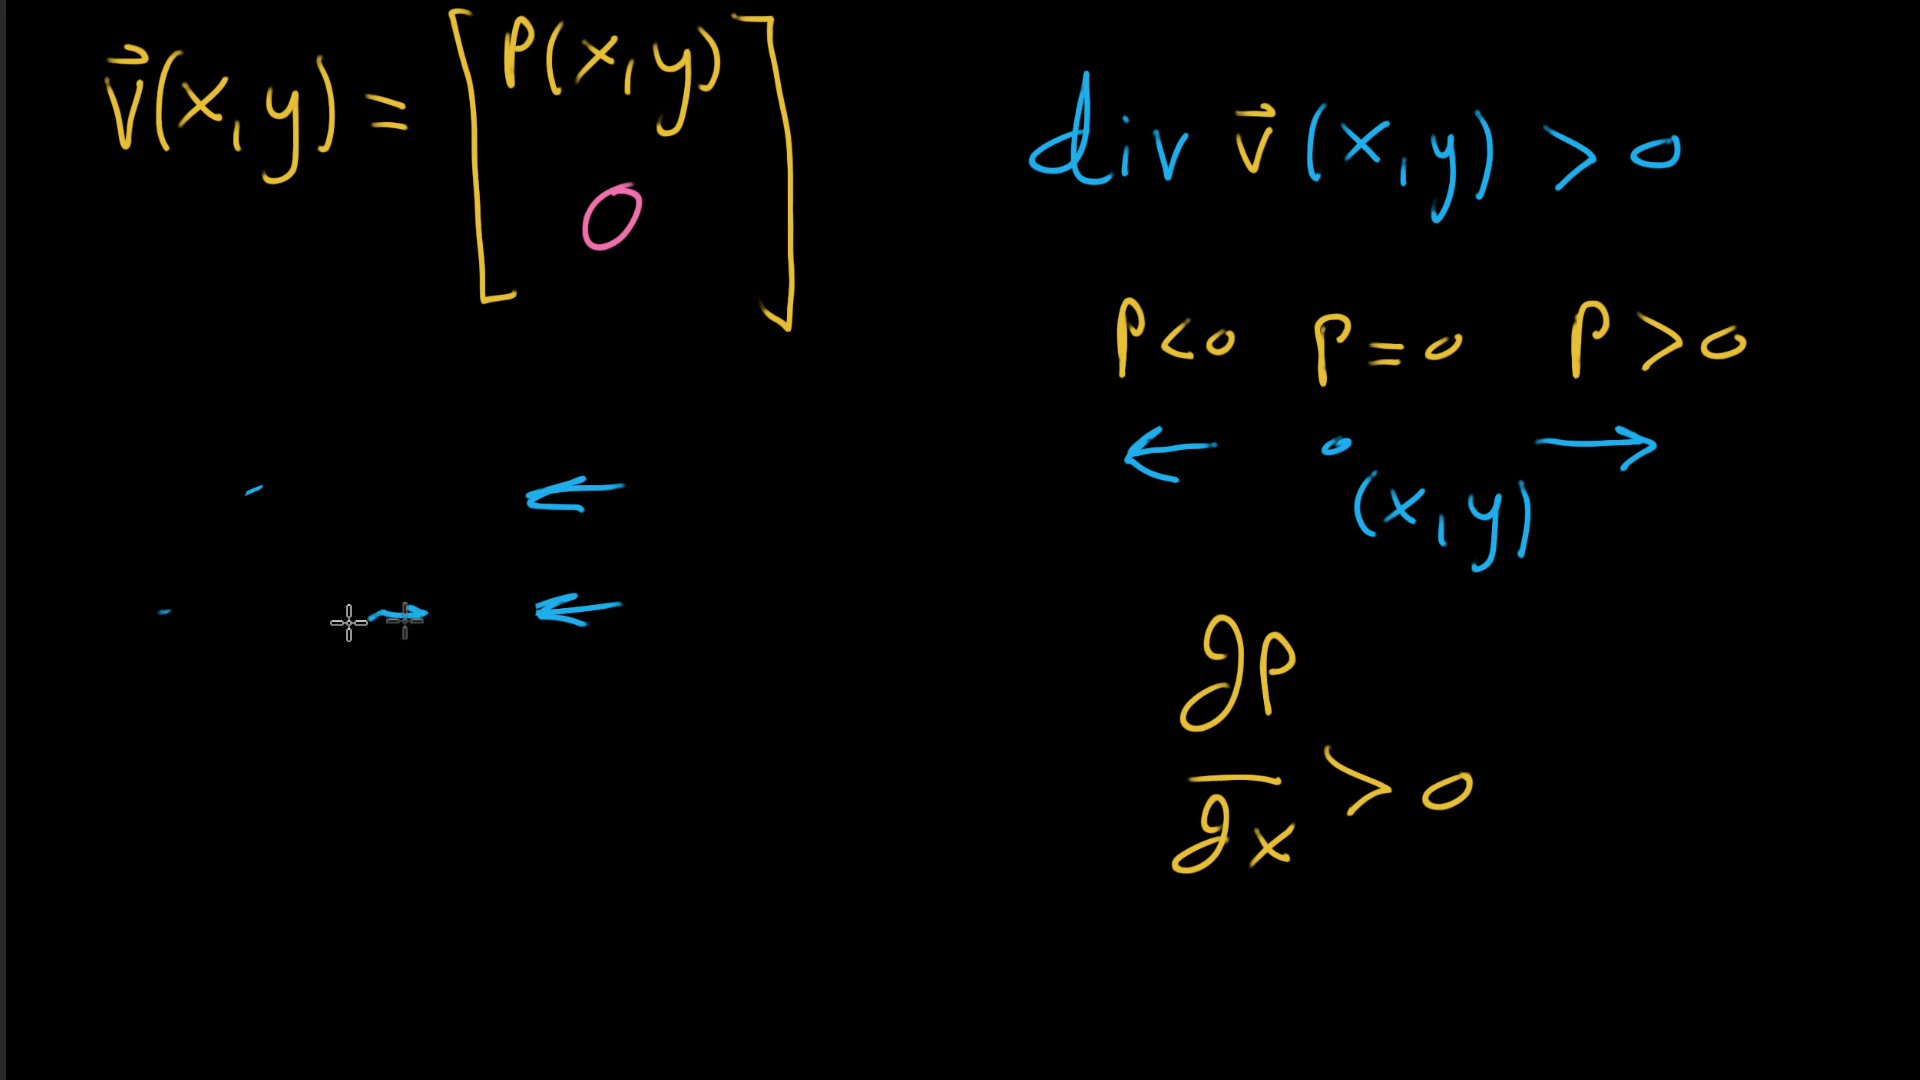 v⃗(x,y) = [P(x,y)
0]
div v⃗ (x,y) > 0
P<0 P=0 P>0
(x,y)
∂P
∂x > 0